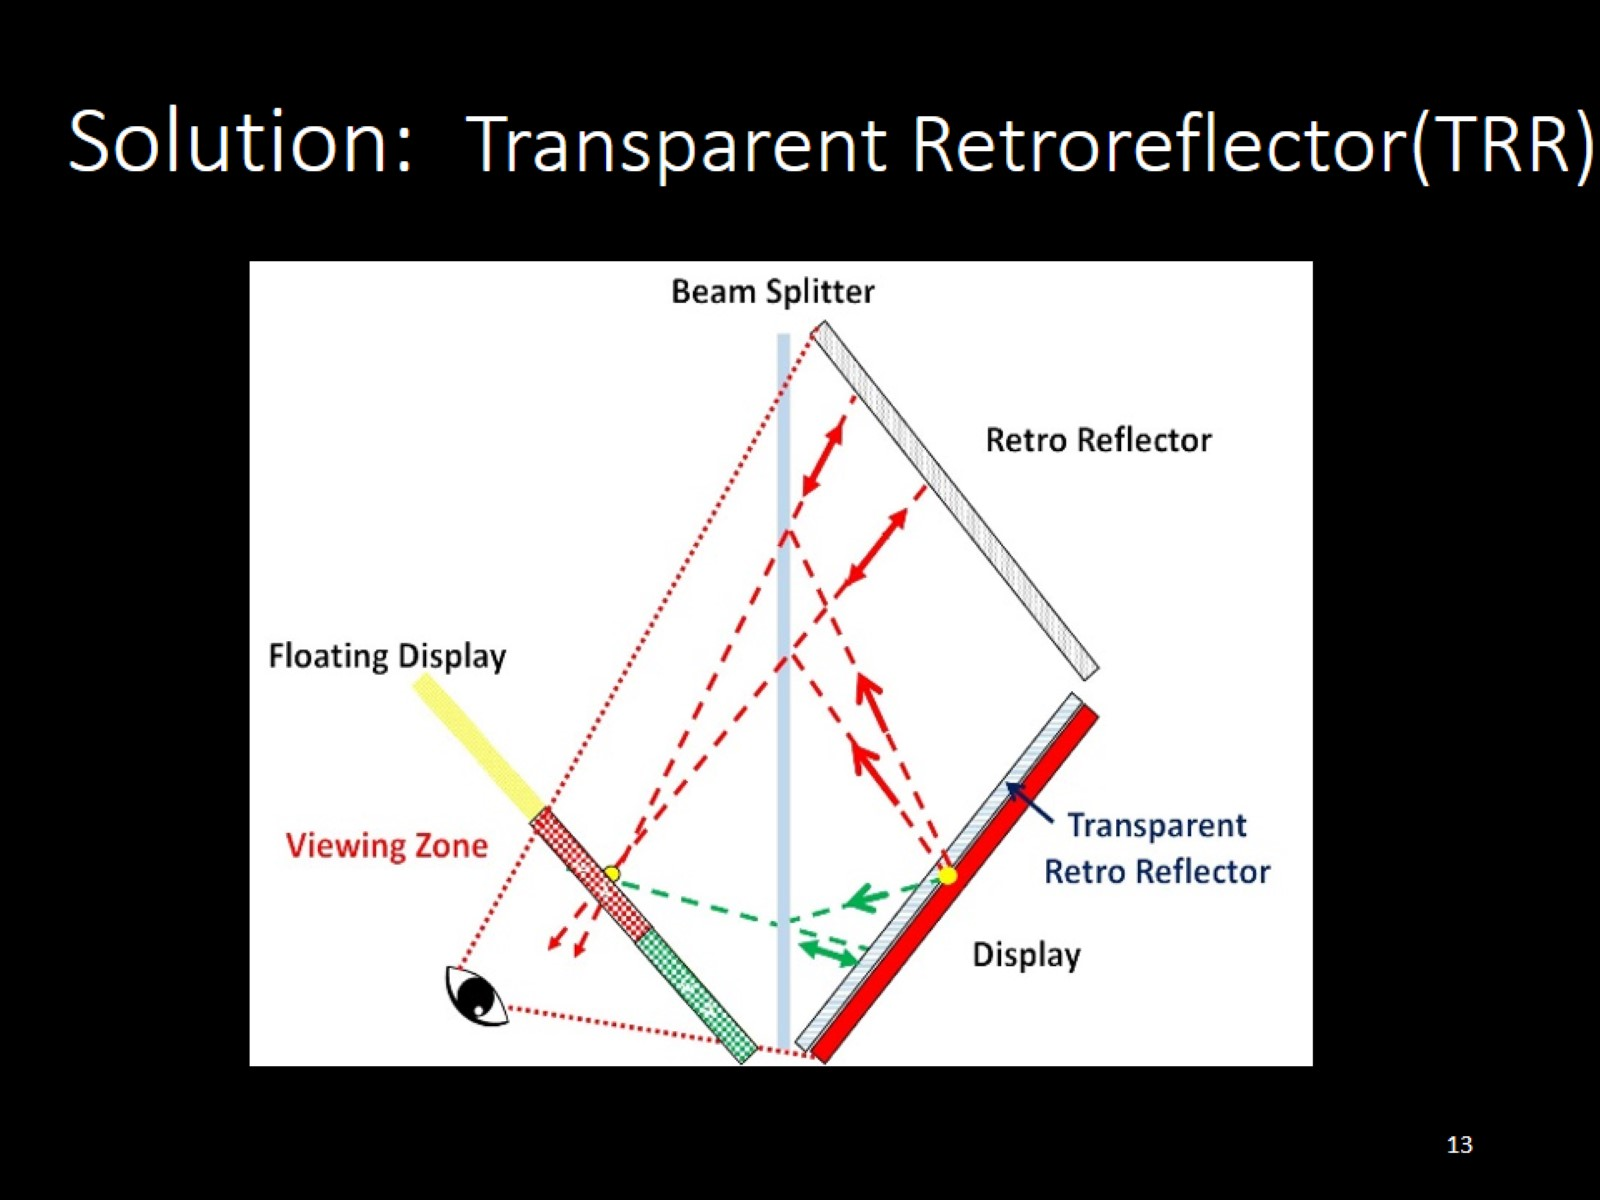 Solution: Transparent Retroreflector(TRR)
Beam Splitter
Retro Reflector
Floating Display
Viewing Zone
Transparent
Retro Reflector
Display
13